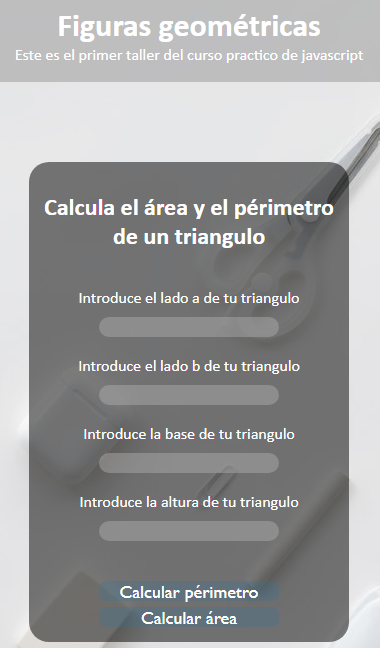 Figuras geométricas
Este es el primer taller del curso practico de javascript
Calcula el área y el périmetro
de un triangulo
Introduce el lado a de tu triangulo
Introduce el lado b de tu triangulo
Introduce la base de tu triangulo
Introduce la altura de tu triangulo
Calcular périmetro
Calcular área